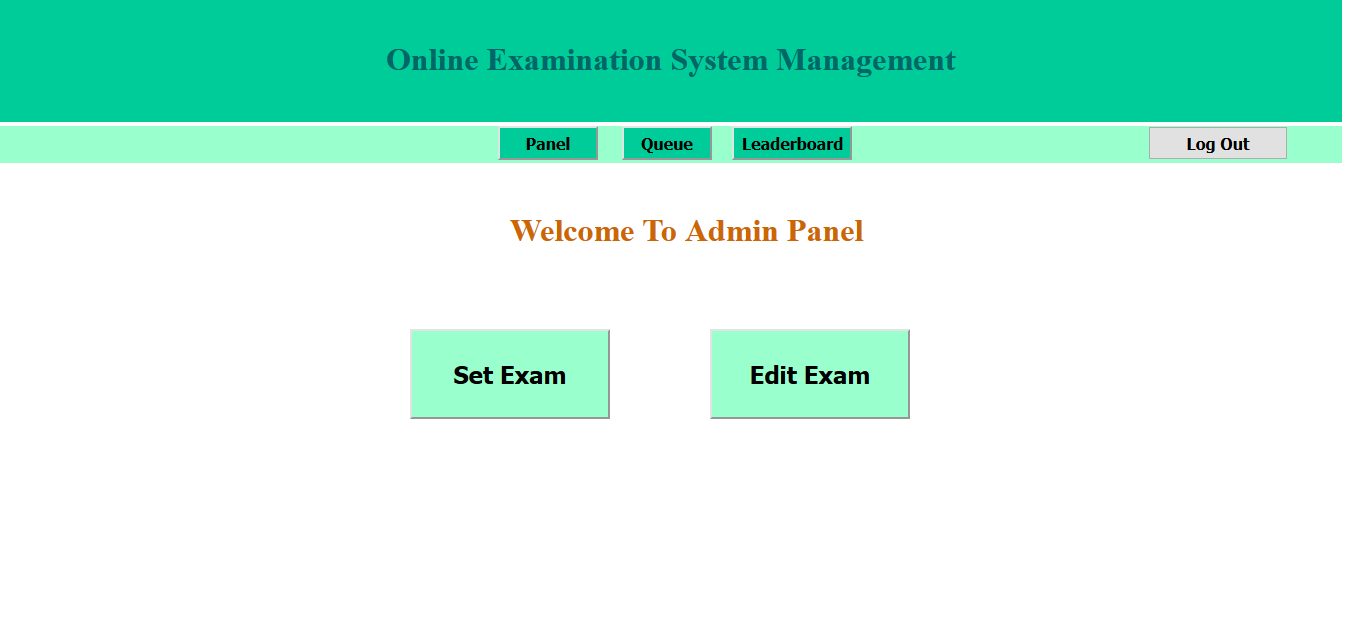 Online Examination System Management
Panel Queue Leaderboard Log Out
Welcome To Admin Panel
Set Exam Edit Exam